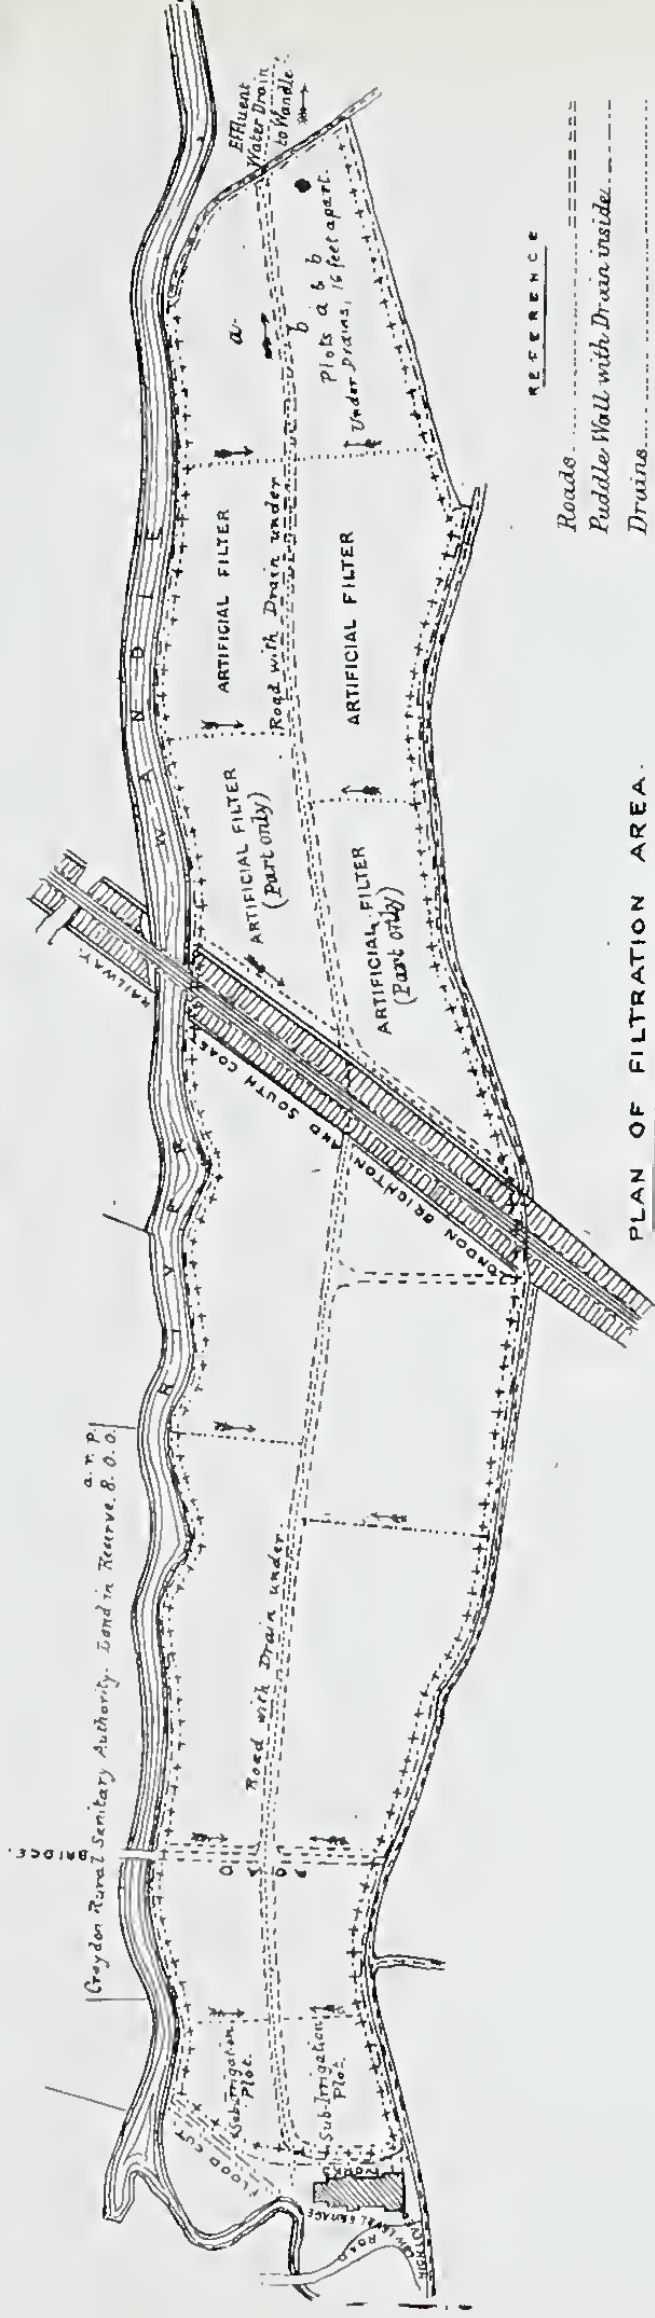 Croydon Rural Sanitary Authority. Land in Reserve. 8. 0. 0.
a. r. p.
BRIDGE.
RIVER WANDLE
RAILWAY.
LONDON BRIGHTON AND SOUTH COAST
FLOOD CUT
Sub-Irrigation
Plot.
Sub-Irrigation
Plot.
Road with Drain under
ROAD
ARTIFICIAL FILTER
(Part only)
ARTIFICIAL FILTER
(Part only)
ARTIFICIAL FILTER
Road with Drain under
ARTIFICIAL FILTER
a
b
Plots a & b
Under Drains, 16 feet apart.
Effluent
Water Drain
to Wandle
REFERENCE
Roads
Puddle Wall with Drain inside
Drains
PLAN OF FILTRATION AREA.